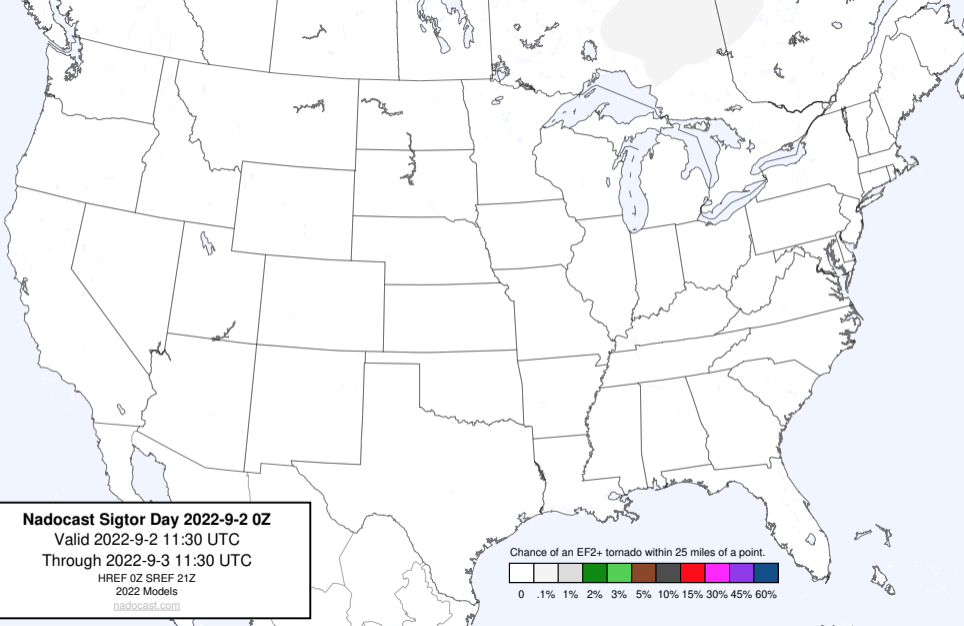 Nadocast Sigtor Day 2022-9-2 0Z
Valid 2022-9-2 11:30 UTC
Through 2022-9-3 11:30 UTC
HREF 0Z SREF 21Z
2022 Models
nadocast.com
Chance of an EF2+ tornado within 25 miles of a point.
0 .1% 1% 2% 3% 5% 10% 15% 30% 45% 60%